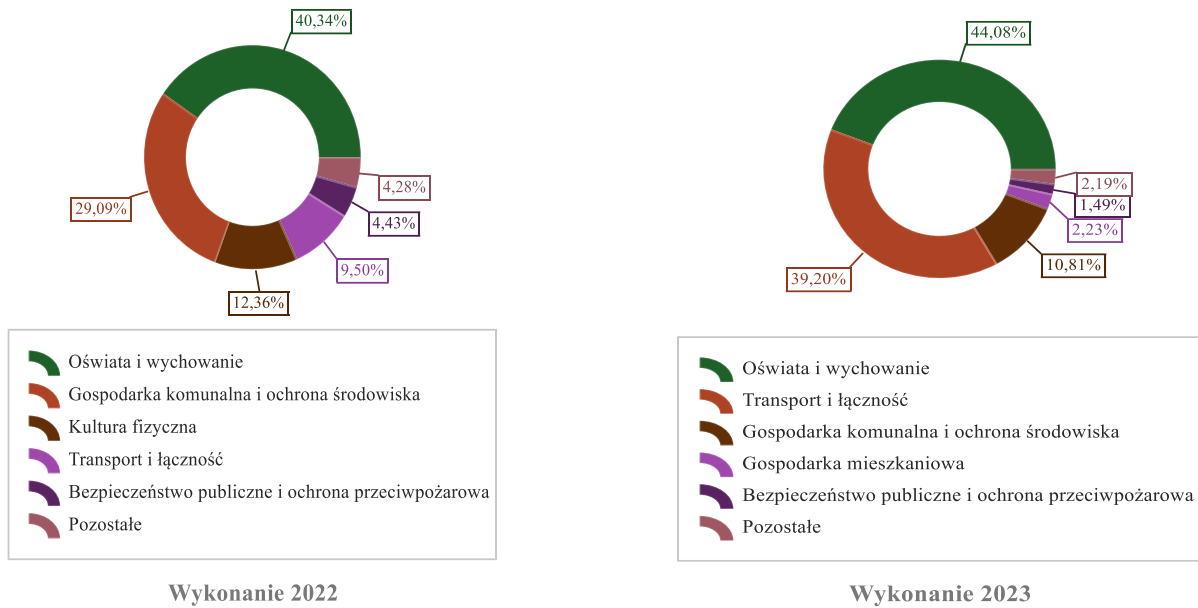 40,34%
29,09%
4,28%
4,43%
9,50%
12,36%
Oświata i wychowanie
Gospodarka komunalna i ochrona środowiska
Kultura fizyczna
Transport i łączność
Bezpieczeństwo publiczne i ochrona przeciwpożarowa
Pozostałe
Wykonanie 2022
44,08%
2,19%
1,49%
2,23%
10,81%
39,20%
Oświata i wychowanie
Transport i łączność
Gospodarka komunalna i ochrona środowiska
Gospodarka mieszkaniowa
Bezpieczeństwo publiczne i ochrona przeciwpożarowa
Pozostałe
Wykonanie 2023